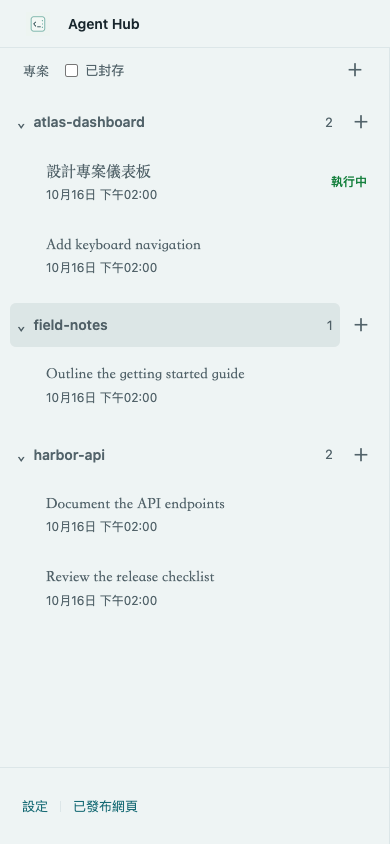 Agent Hub
專案 已封存
atlas-dashboard 2
設計專案儀表板
執行中
10月16日 下午02:00
Add keyboard navigation
10月16日 下午02:00
field-notes 1
Outline the getting started guide
10月16日 下午02:00
harbor-api 2
Document the API endpoints
10月16日 下午02:00
Review the release checklist
10月16日 下午02:00
設定 已發布網頁